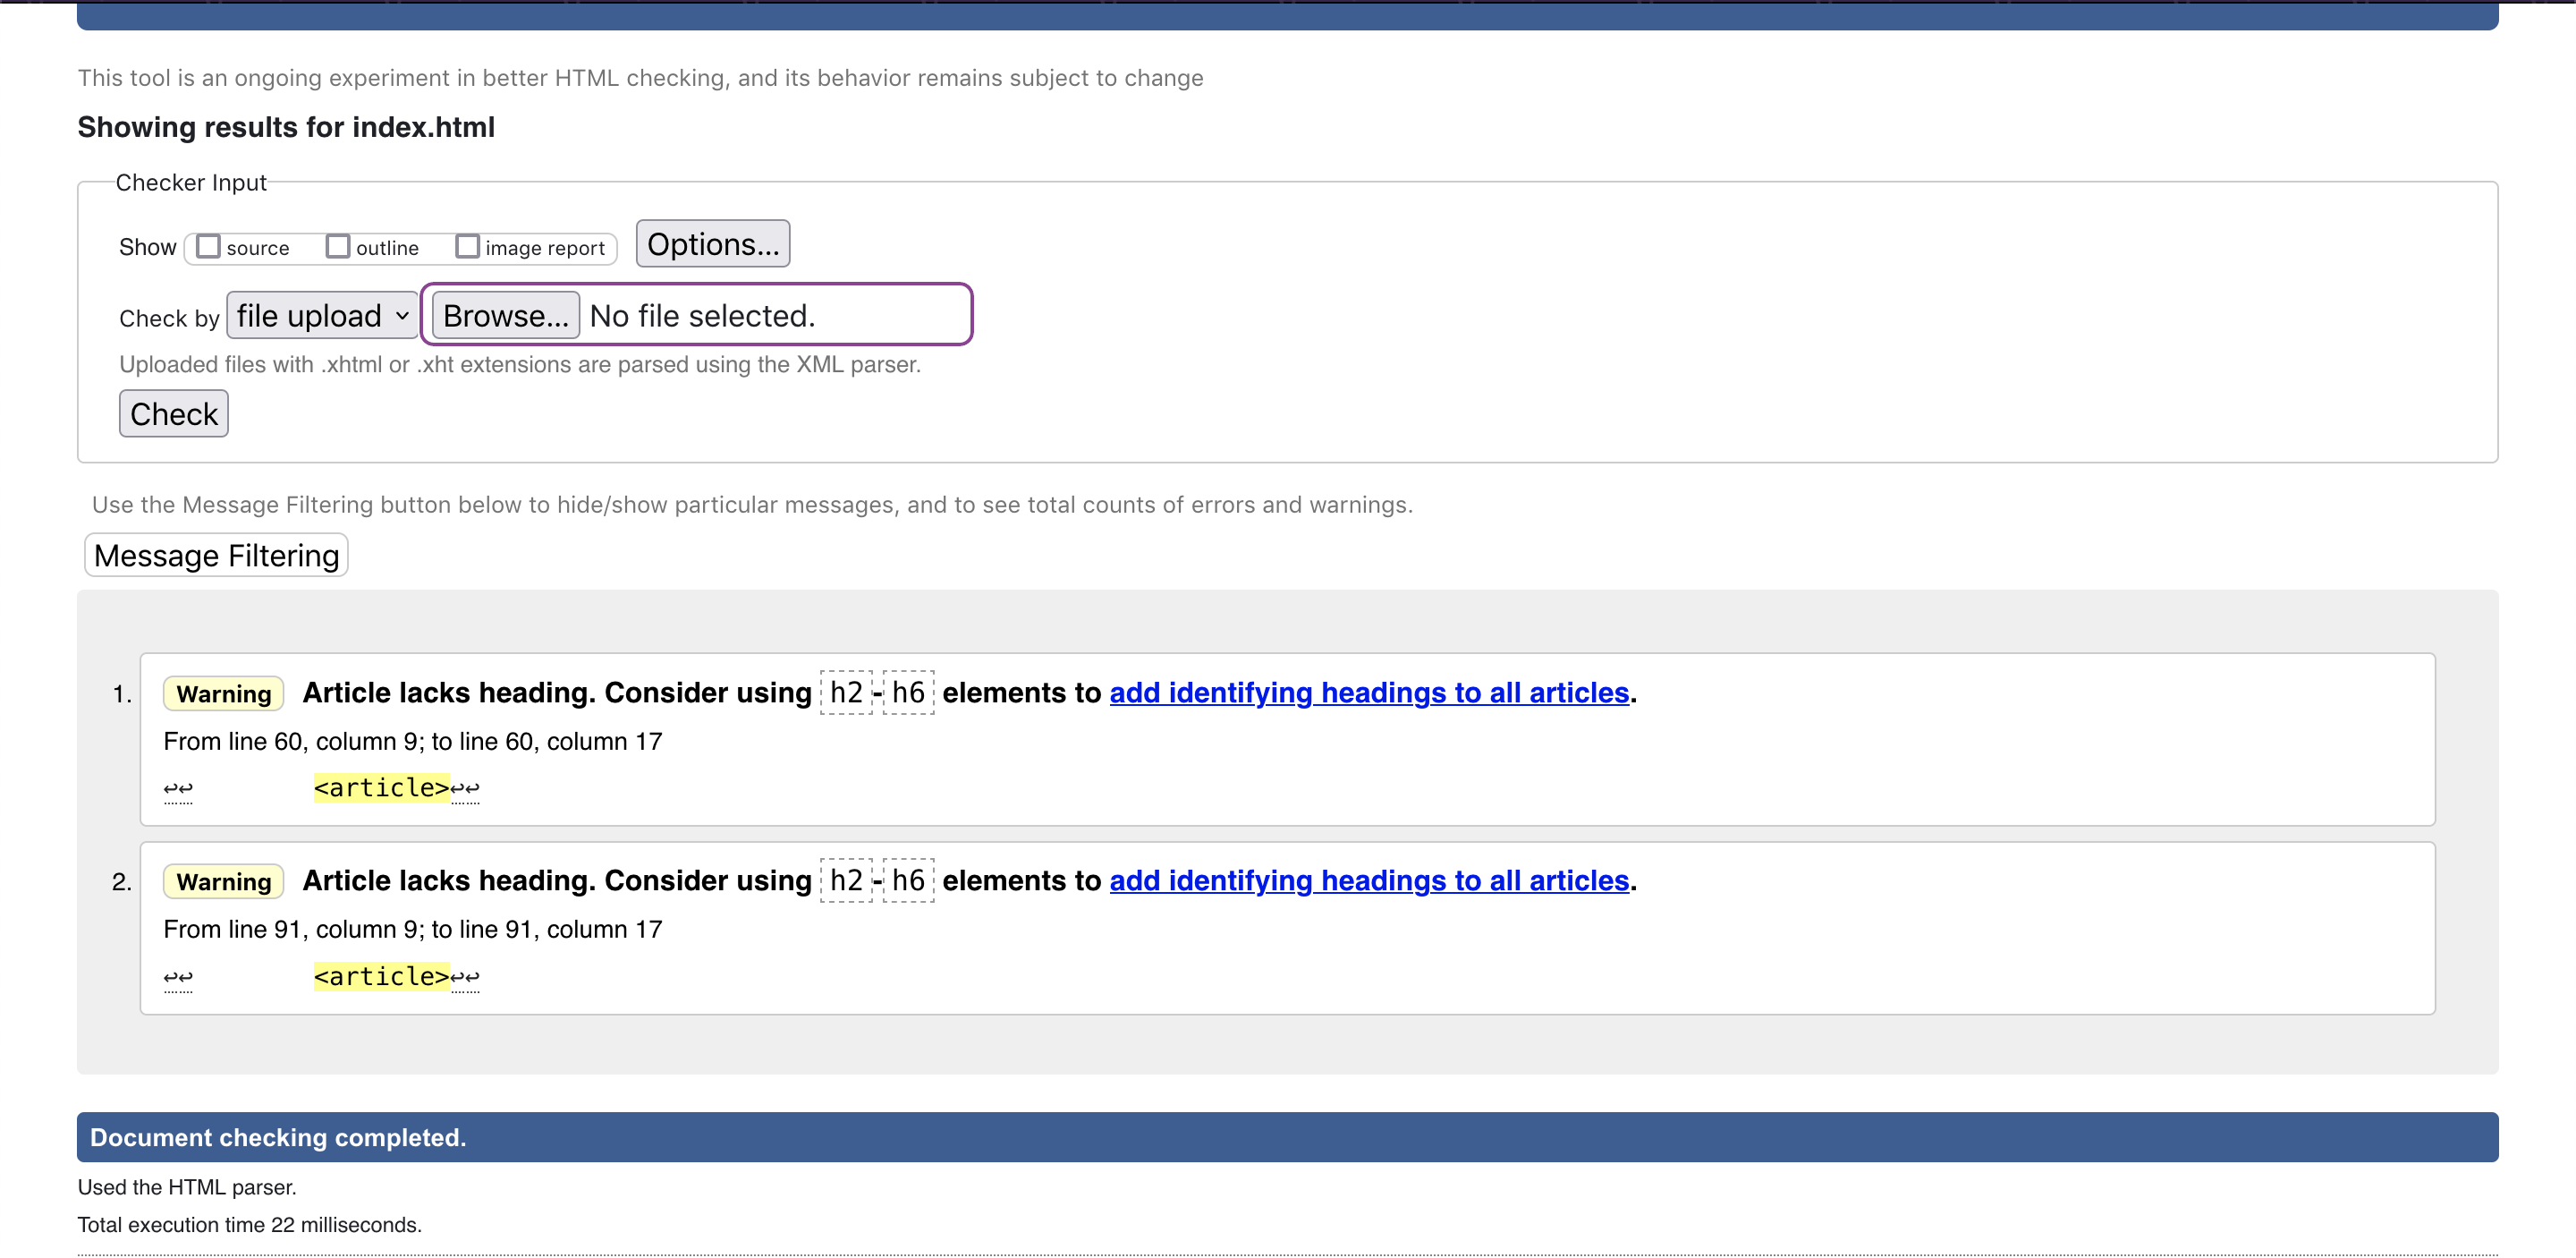 This tool is an ongoing experiment in better HTML checking, and its behavior remains subject to change
Showing results for index.html
Checker Input
Show source outline image report Options...
Check by file upload Browse... No file selected.
Uploaded files with .xhtml or .xht extensions are parsed using the XML parser.
Check
Use the Message Filtering button below to hide/show particular messages, and to see total counts of errors and warnings.
Message Filtering
1. Warning Article lacks heading. Consider using h2-h6 elements to add identifying headings to all articles.
From line 60, column 9; to line 60, column 17
↩↩ <article>↩↩
2. Warning Article lacks heading. Consider using h2-h6 elements to add identifying headings to all articles.
From line 91, column 9; to line 91, column 17
↩↩ <article>↩↩
Document checking completed.
Used the HTML parser.
Total execution time 22 milliseconds.